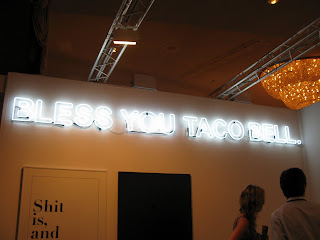 BLESS YOU TACO BELL.
Shit
is, and